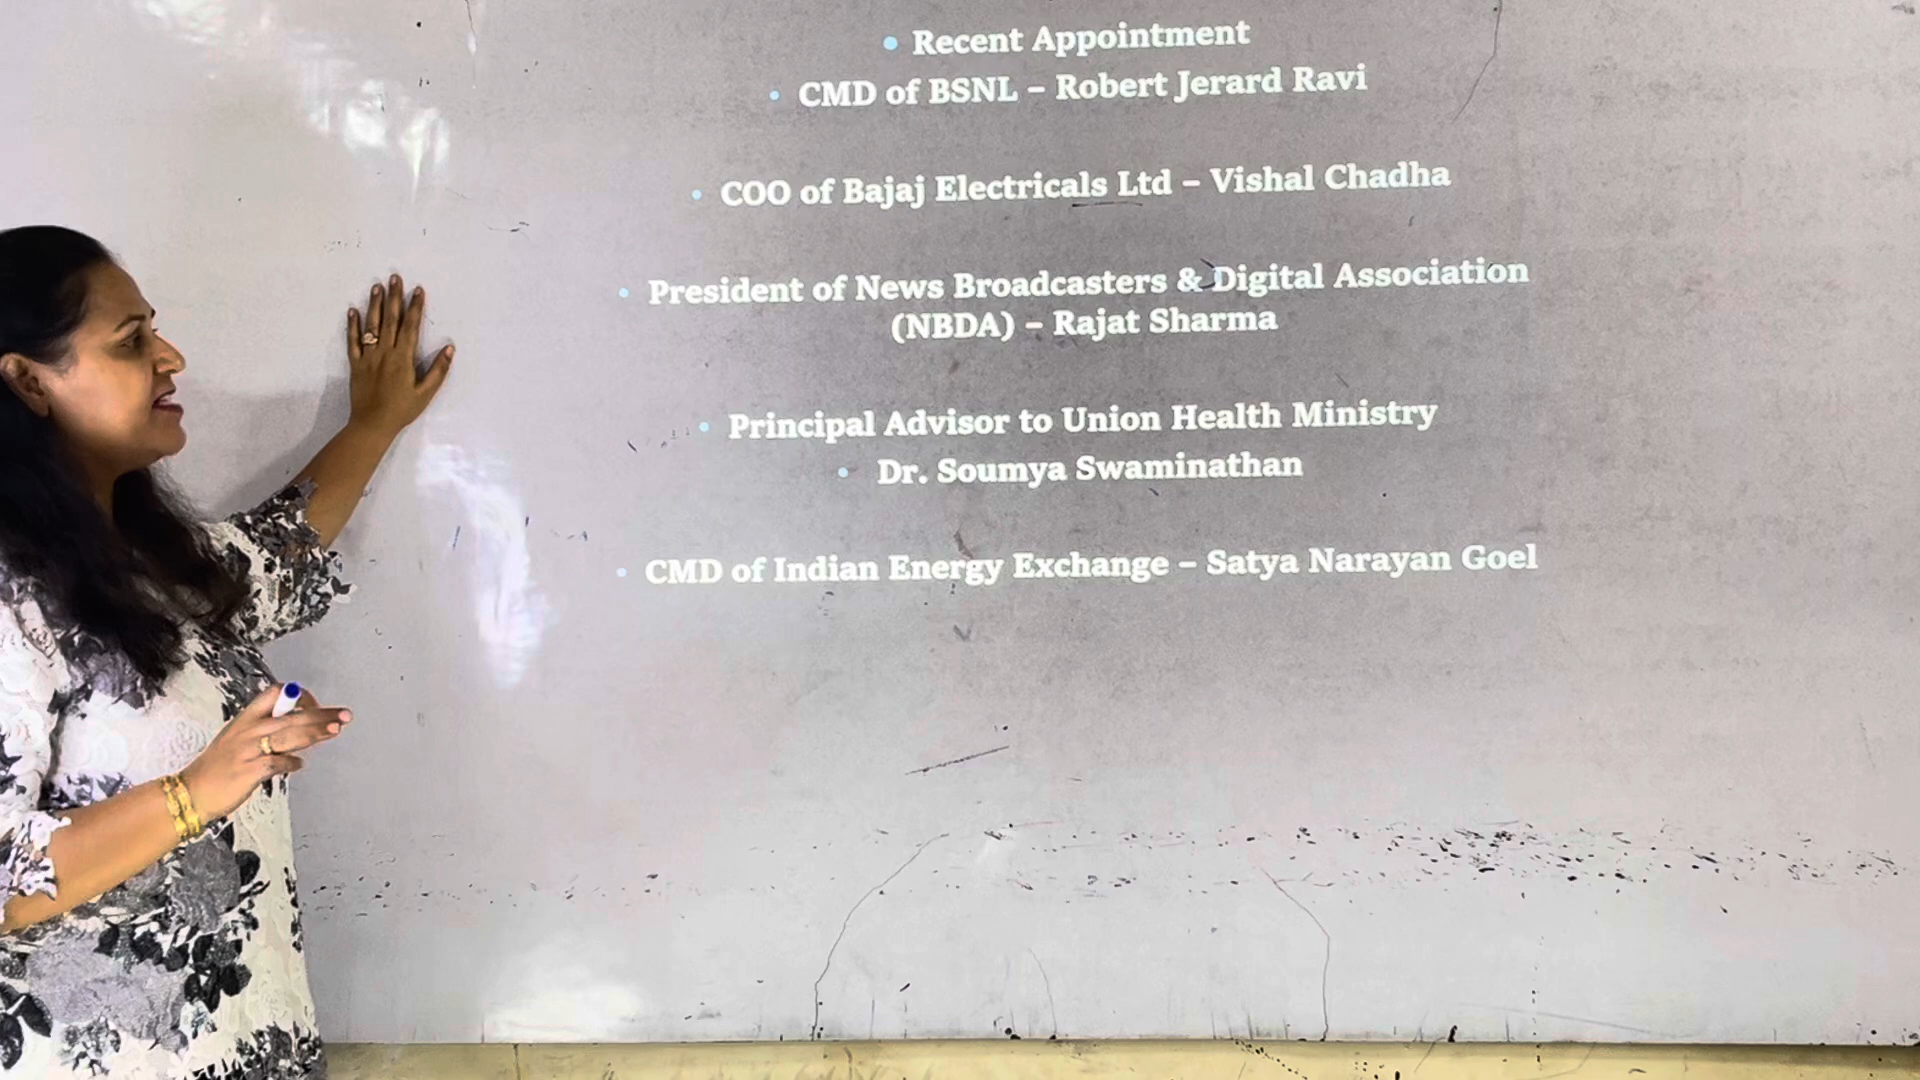 • Recent Appointment
• CMD of BSNL – Robert Jerard Ravi
• COO of Bajaj Electricals Ltd – Vishal Chadha
• President of News Broadcasters & Digital Association
(NBDA) – Rajat Sharma
• Principal Advisor to Union Health Ministry
• Dr. Soumya Swaminathan
• CMD of Indian Energy Exchange – Satya Narayan Goel